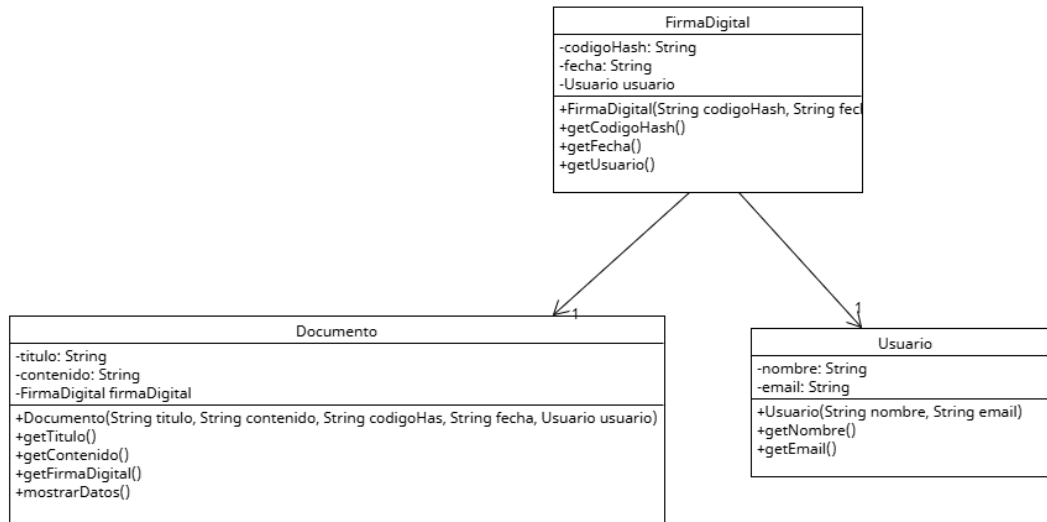 FirmaDigital
-codigoHash: String
-fecha: String
-Usuario usuario
+FirmaDigital(String codigoHash, String fecl
+getCodigoHash()
+getFecha()
+getUsuario()
1
1
Documento
-titulo: String
-contenido: String
-FirmaDigital firmaDigital
+Documento(String titulo, String contenido, String codigoHas, String fecha, Usuario usuario)
+getTitulo()
+getContenido()
+getFirmaDigital()
+mostrarDatos()
Usuario
-nombre: String
-email: String
+Usuario(String nombre, String email)
+getNombre()
+getEmail()